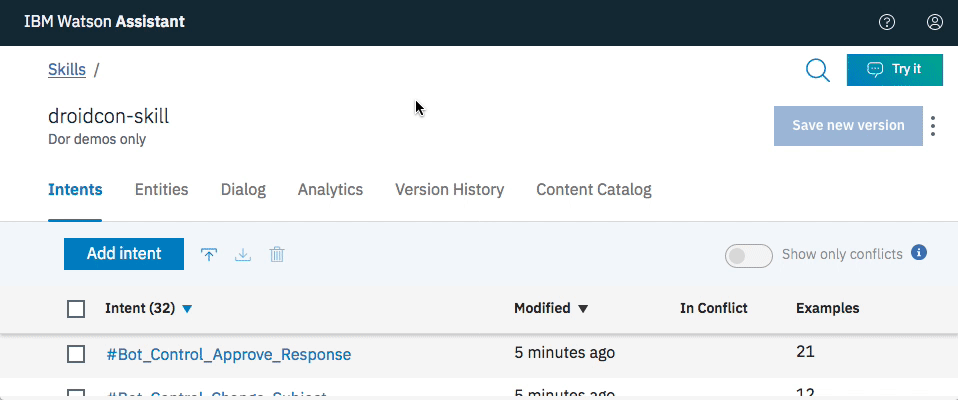 IBM Watson Assistant
Skills /
Try it
droidcon-skill
Dor demos only
Save new version
Intents Entities Dialog Analytics Version History Content Catalog
Add intent
Show only conflicts
Intent (32) Modified In Conflict Examples
#Bot_Control_Approve_Response 5 minutes ago 21
#Bot_Control_Change_Subject 5 minutes ago 12